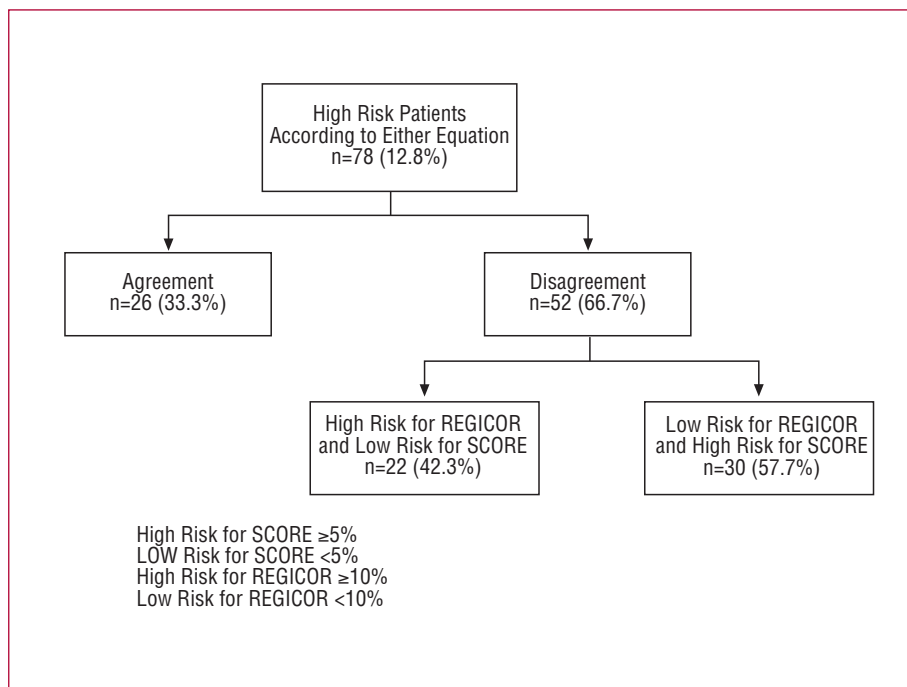 High Risk Patients
According to Either Equation
n=78 (12.8%)
Agreement
n=26 (33.3%)
Disagreement
n=52 (66.7%)
High Risk for REGICOR
and Low Risk for SCORE
n=22 (42.3%)
Low Risk for REGICOR
and High Risk for SCORE
n=30 (57.7%)
High Risk for SCORE ≥5%
LOW Risk for SCORE <5%
High Risk for REGICOR ≥10%
Low Risk for REGICOR <10%